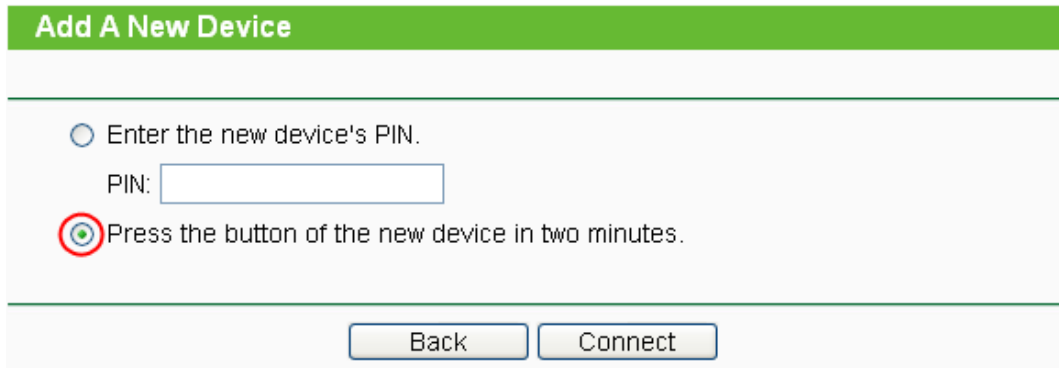 Add A New Device
Enter the new device's PIN.
PIN:
Press the button of the new device in two minutes.
Back Connect